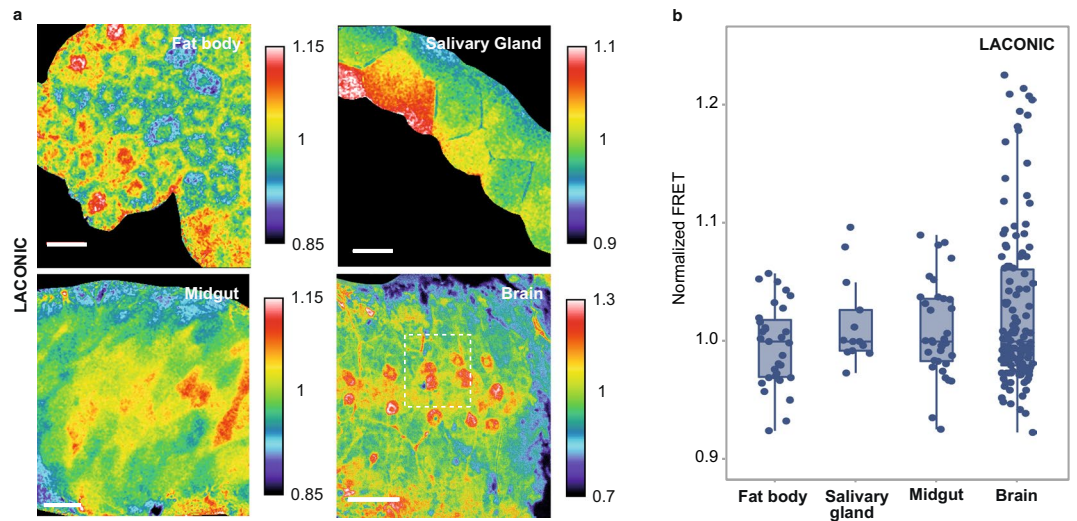 a
b
LACONIC
Fat body
1.15
1
0.85
Salivary Gland
1.1
1
0.9
Midgut
1.15
1
0.85
Brain
1.3
1
0.7
LACONIC
Normalized FRET
1.2
1.1
1.0
0.9
Fat body
Salivary
gland
Midgut
Brain